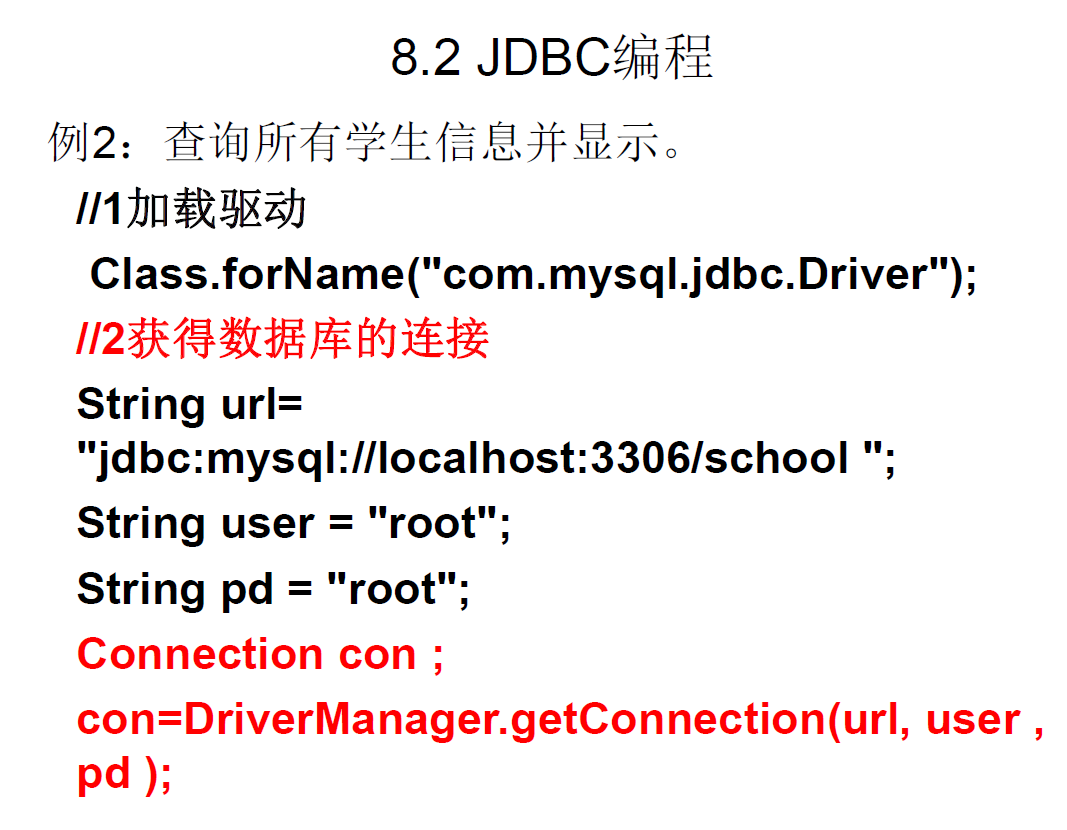 8.2 JDBC编程
例2：查询所有学生信息并显示。
//1加载驱动
Class.forName("com.mysql.jdbc.Driver");
//2获得数据库的连接
String url=
"jdbc:mysql://localhost:3306/school ";
String user = "root";
String pd = "root";
Connection con ;
con=DriverManager.getConnection(url, user ,
pd );